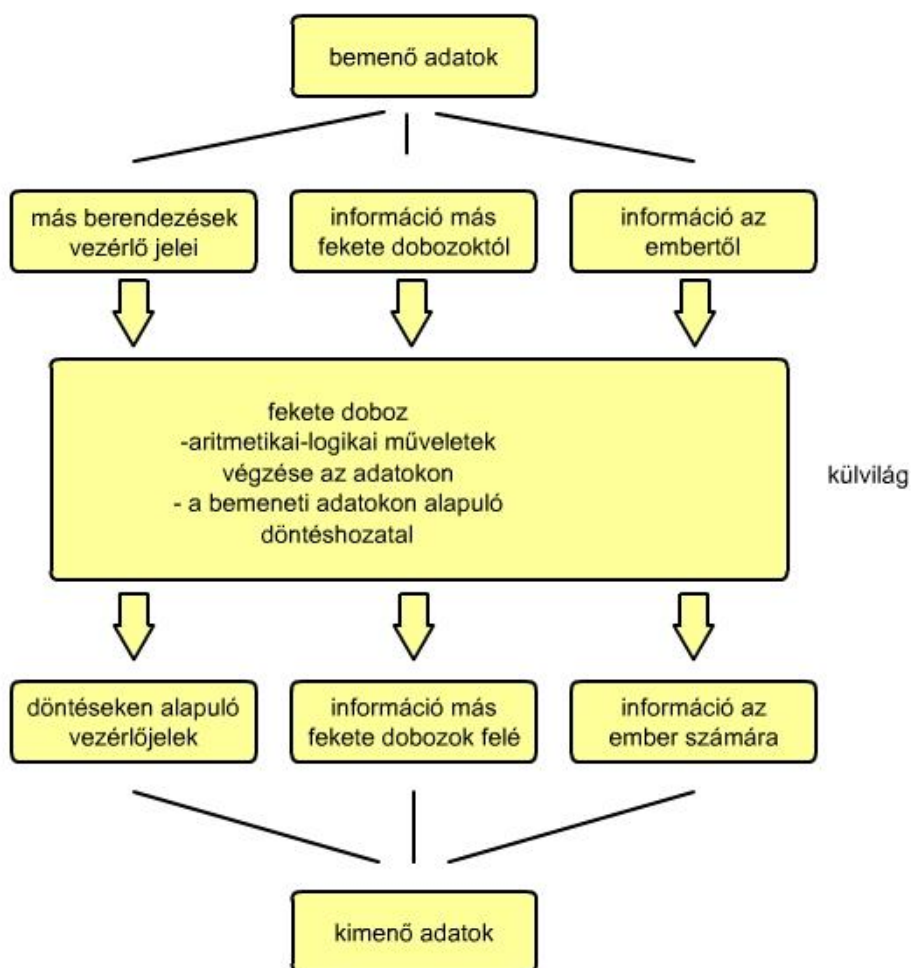 bemenő adatok
más berendezések
vezérlő jelei
információ más
fekete dobozoktól
információ az
embertől
fekete doboz
-aritmetikai-logikai műveletek
végzése az adatokon
- a bemeneti adatokon alapuló
döntéshozatal
külvilág
döntéseken alapuló
vezérlőjelek
információ más
fekete dobozok felé
információ az
ember számára
kimenő adatok